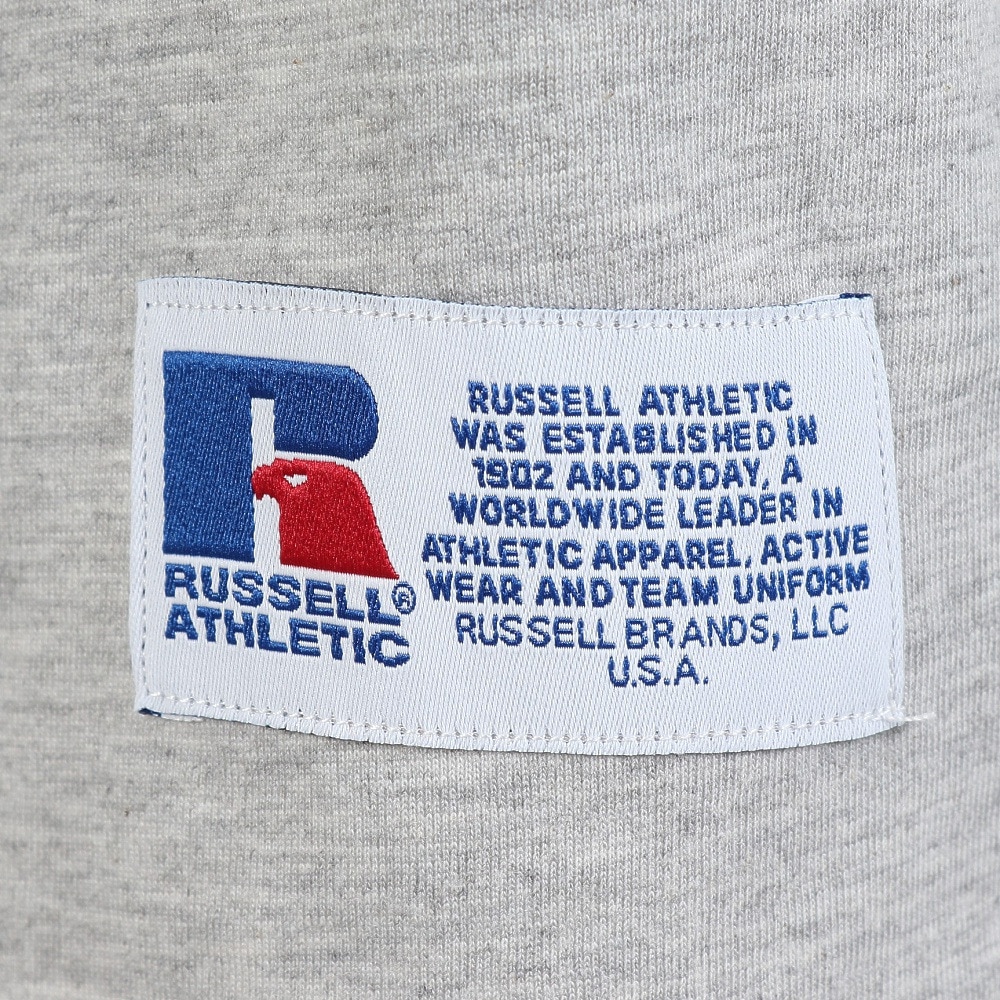 RUSSELL®
ATHLETIC
RUSSELL ATHLETIC
WAS ESTABLISHED IN
1902 AND TODAY, A
WORLDWIDE LEADER IN
ATHLETIC APPAREL, ACTIVE
WEAR AND TEAM UNIFORM
RUSSELL BRANDS, LLC
U.S.A.